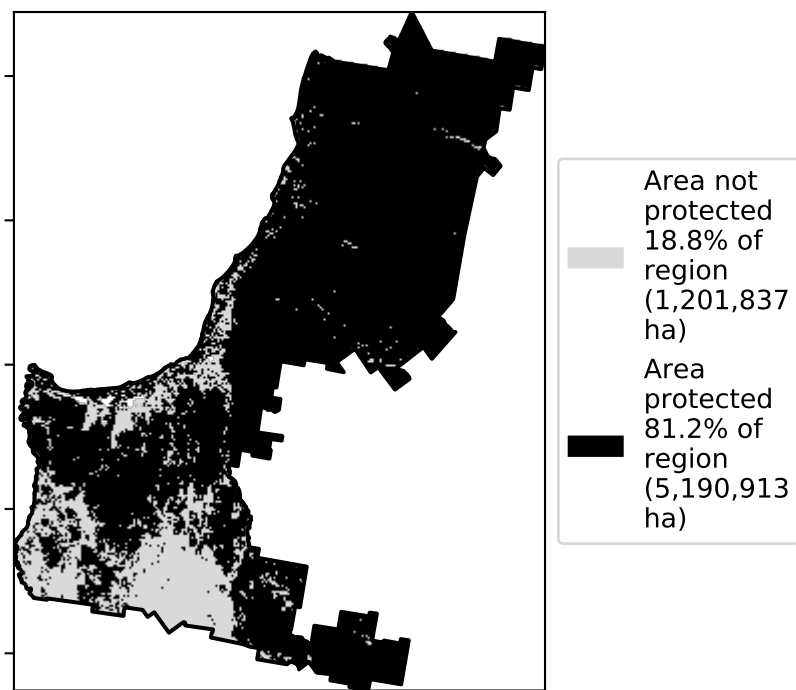 Area not
protected
18.8% of
region
(1,201,837
ha)
Area
protected
81.2% of
region
(5,190,913
ha)